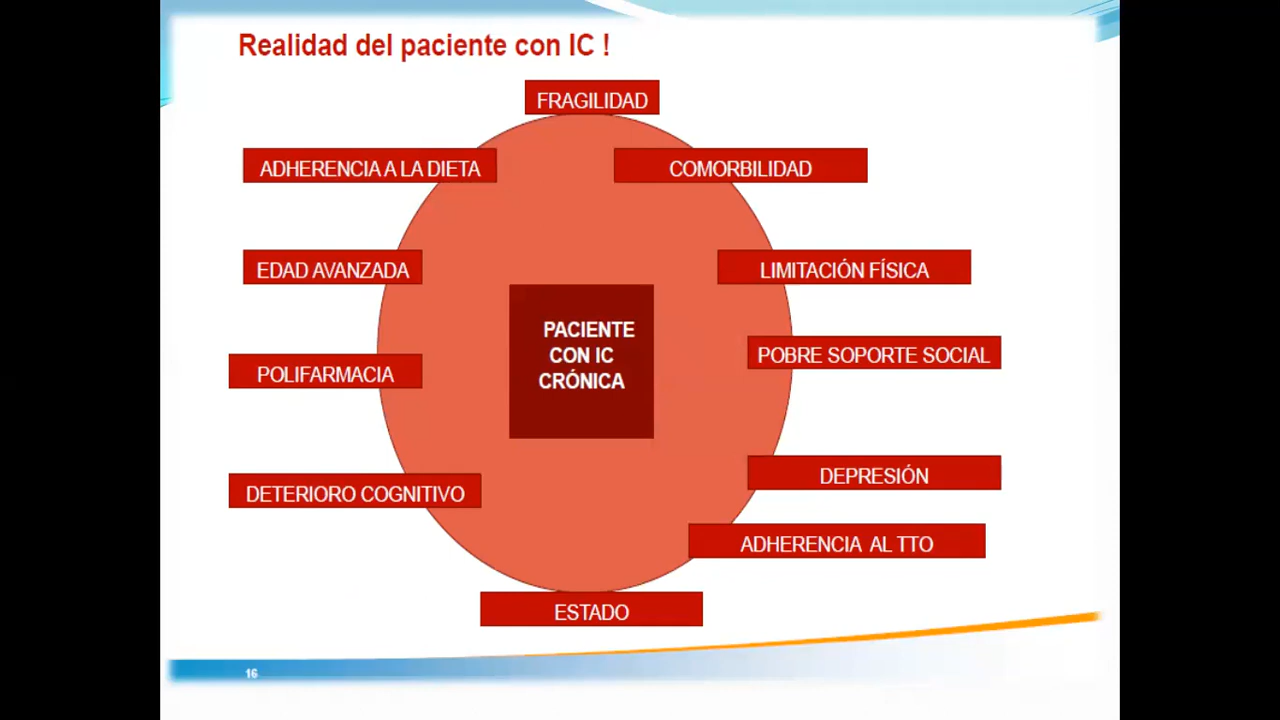 Realidad del paciente con IC !
FRAGILIDAD
ADHERENCIA A LA DIETA
COMORBILIDAD
EDAD AVANZADA
LIMITACIÓN FÍSICA
PACIENTE
CON IC
CRÓNICA
POBRE SOPORTE SOCIAL
POLIFARMACIA
DEPRESIÓN
DETERIORO COGNITIVO
ADHERENCIA AL TTO
ESTADO
16